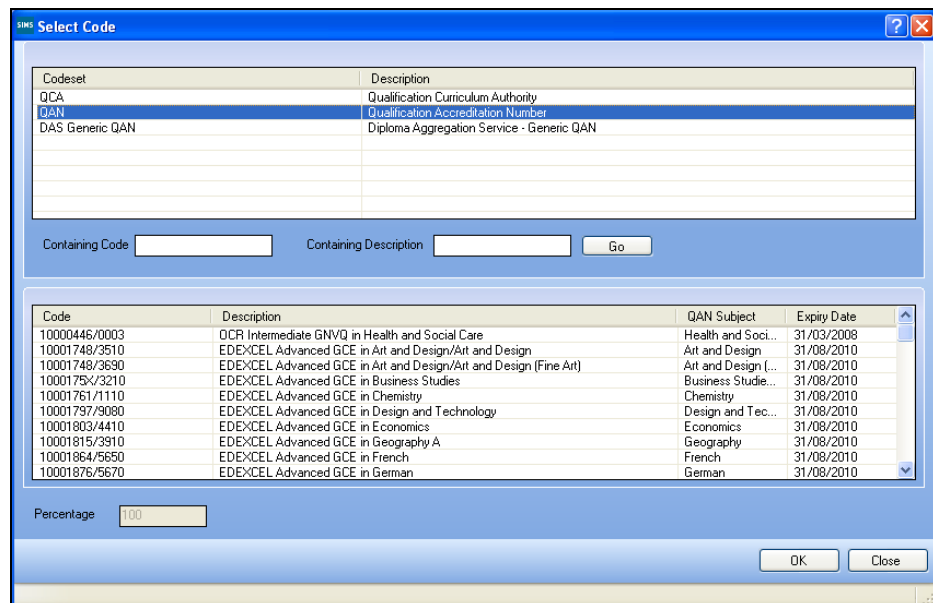 SIMS Select Code
Codeset Description
QCA Qualification Curriculum Authority
QAN Qualification Accreditation Number
DAS Generic QAN Diploma Aggregation Service - Generic QAN
Containing Code Containing Description Go
Code Description QAN Subject Expiry Date
10000446/0003 OCR Intermediate GNVQ in Health and Social Care Health and Soci... 31/03/2008
10001748/3510 EDEXCEL Advanced GCE in Art and Design/Art and Design Art and Design 31/08/2010
10001748/3690 EDEXCEL Advanced GCE in Art and Design/Art and Design (Fine Art) Art and Design (... 31/08/2010
1000175X/3210 EDEXCEL Advanced GCE in Business Studies Business Studie... 31/08/2010
10001761/1110 EDEXCEL Advanced GCE in Chemistry Chemistry 31/08/2010
10001797/9080 EDEXCEL Advanced GCE in Design and Technology Design and Tec... 31/08/2010
10001803/4410 EDEXCEL Advanced GCE in Economics Economics 31/08/2010
10001815/3910 EDEXCEL Advanced GCE in Geography A Geography 31/08/2010
10001864/5650 EDEXCEL Advanced GCE in French French 31/08/2010
10001876/5670 EDEXCEL Advanced GCE in German German 31/08/2010
Percentage 100
OK Close